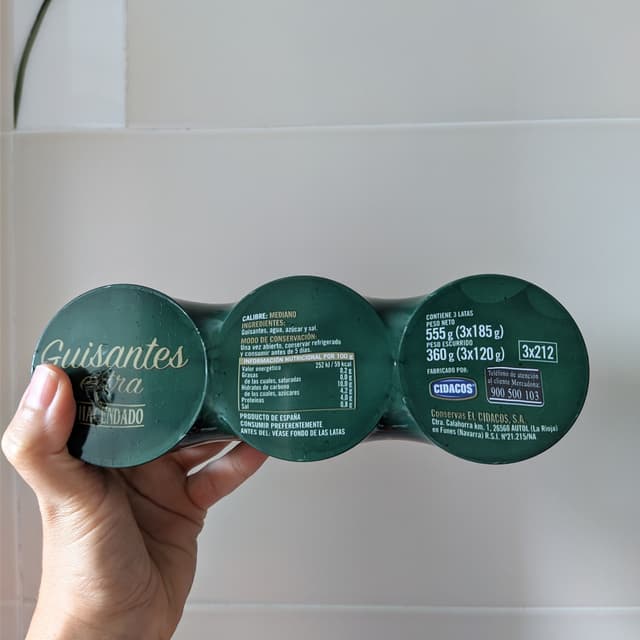 Guisantes
extra
HACENDADO
CALIBRE: MEDIANO
INGREDIENTES:
Guisantes, agua, azúcar y sal.
MODO DE CONSERVACIÓN:
Una vez abierto, conservar refrigerado
y consumir antes de 5 días.
INFORMACIÓN NUTRICIONAL POR 100 g
Valor energético 252 kJ / 59 kcal
Grasas
de las cuales, saturadas
Hidratos de carbono
de los cuales, azúcares
Proteínas
Sal
PRODUCTO DE ESPAÑA
CONSUMIR PREFERENTEMENTE
ANTES DEL: VÉASE FONDO DE LAS LATAS
CONTIENE 3 LATAS
PESO NETO
555 g (3x185 g)
PESO ESCURRIDO
360 g (3x120 g)
3x212
FABRICADO POR:
CIDACOS
Teléfono de atención
al cliente Mercadona:
900 500 103
Conservas EL CIDACOS, S.A.
Ctra. Calahorra km. 1, 26560 AUTOL (La Rioja)
en Funes (Navarra) R.S.I. Nº21.215/NA